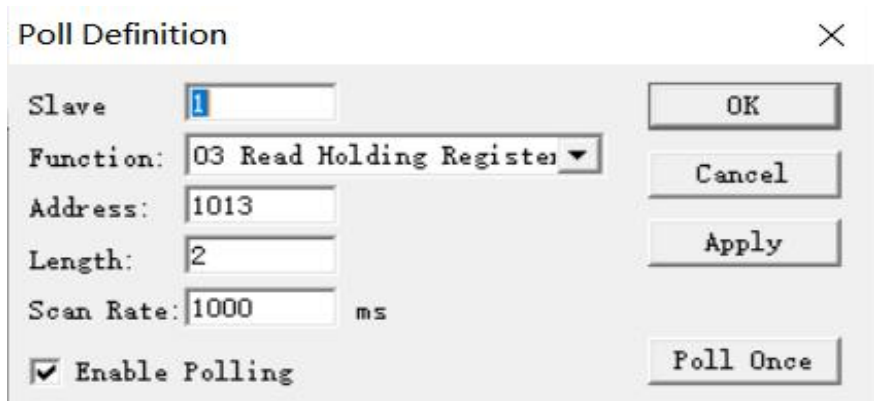 Poll Definition
Slave 1
OK
Function: 03 Read Holding Register
Cancel
Address: 1013
Length: 2
Apply
Scan Rate: 1000 ms
Enable Polling
Poll Once